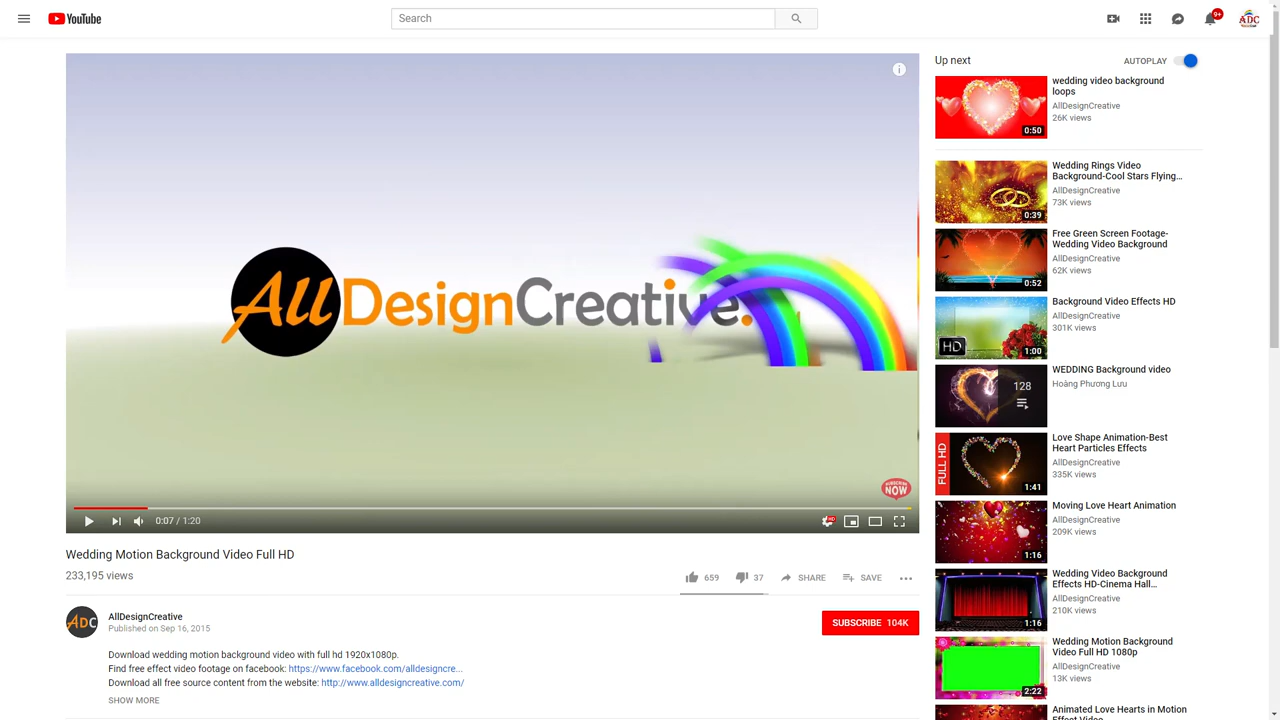 YouTube
Search
9+
ADC
AllDesignCreative.
SUBSCRIBE NOW
0:07 / 1:20
HD
Wedding Motion Background Video Full HD
233,195 views
659
37
SHARE
SAVE
ADC
AllDesignCreative
Published on Sep 16, 2015
SUBSCRIBE 104K
Download wedding motion background video with full hd 1920x1080p.
Find free effect video footage on facebook: https://www.facebook.com/alldesigncre...
Download all free source content from the website: http://www.alldesigncreative.com/
SHOW MORE
Up next
AUTOPLAY
0:50
wedding video background
loops
AllDesignCreative
26K views
0:39
Wedding Rings Video
Background-Cool Stars Flying...
AllDesignCreative
73K views
0:52
Free Green Screen Footage-
Wedding Video Background
AllDesignCreative
62K views
HD
1:00
Background Video Effects HD
AllDesignCreative
301K views
128
WEDDING Background video
Hoàng Phương Lưu
FULL HD
1:41
Love Shape Animation-Best
Heart Particles Effects
AllDesignCreative
335K views
1:16
Moving Love Heart Animation
AllDesignCreative
209K views
1:16
Wedding Video Background
Effects HD-Cinema Hall...
AllDesignCreative
210K views
2:22
Wedding Motion Background
Video Full HD 1080p
AllDesignCreative
13K views
Animated Love Hearts in Motion
Effect Video